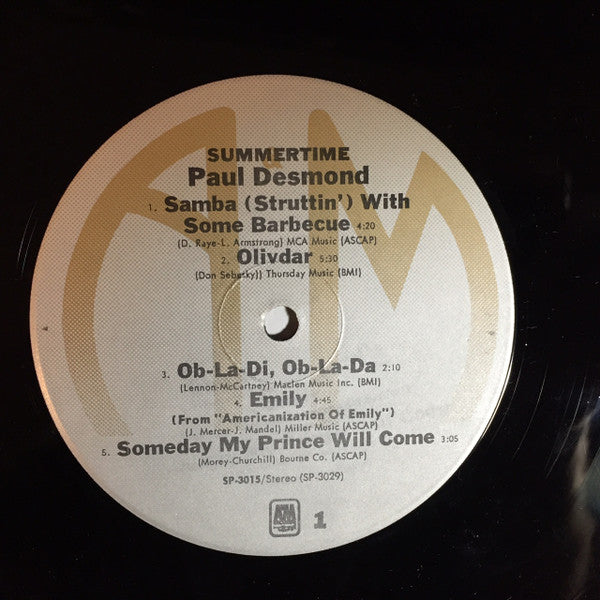 SUMMERTIME
Paul Desmond
1. Samba (Struttin') With
Some Barbecue 4:20
(D. Raye-L. Armstrong) MCA Music (ASCAP)
2. Olivdar 5:30
(Don Sebesky)) Thursday Music (BMI)
3. Ob-La-Di, Ob-La-Da 2:10
(Lennon-McCartney) Maclen Music Inc. (BMI)
4. Emily 4:45
(From "Americanization Of Emily")
(J. Mercer-J. Mandel) Miller Music (ASCAP)
5. Someday My Prince Will Come 3:05
(Morey-Churchill) Bourne Co. (ASCAP)
SP-3015/Stereo (SP-3029)
A&M
1